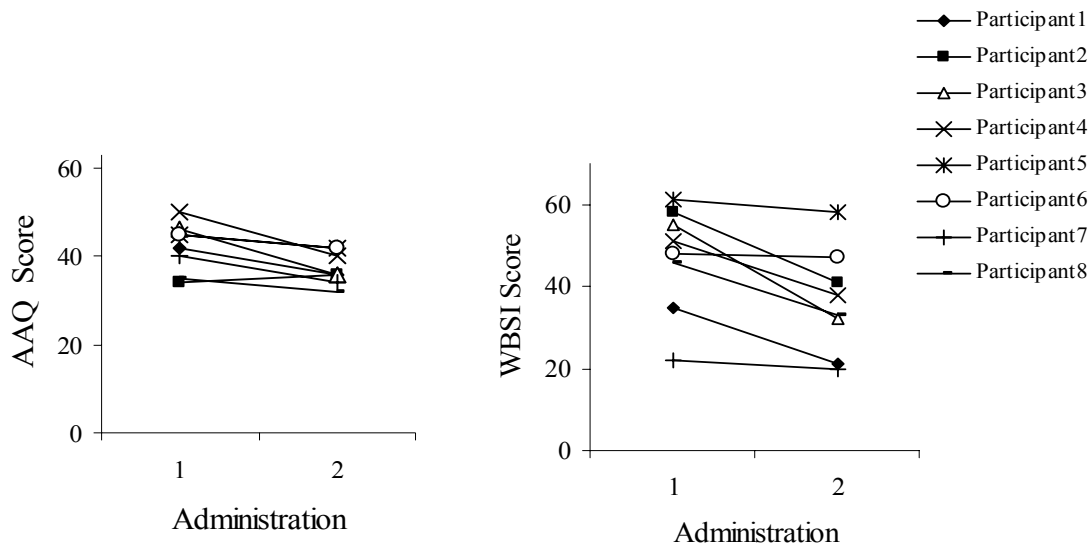 Participant1
Participant2
Participant3
Participant4
Participant5
Participant6
Participant7
Participant8
AAQ Score
60
40
20
0
1 2
Administration
WBSI Score
60
40
20
0
1 2
Administration